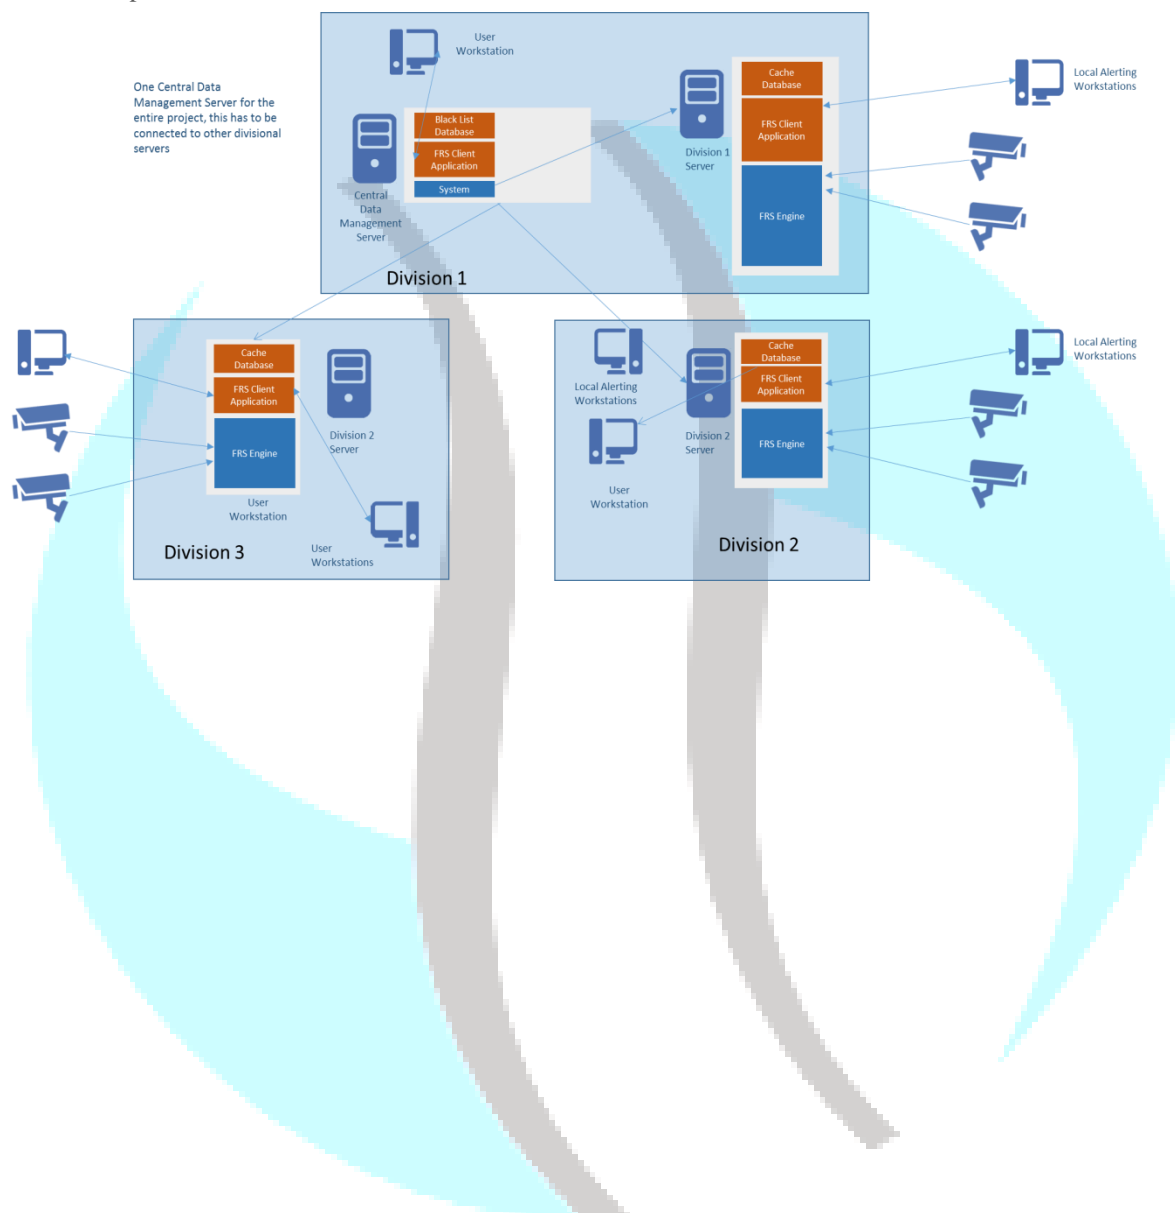 User
Workstation
One Central Data
Management Server for the
entire project, this has to be
connected to other divisional
servers
Black List
Database
FRS Client
Application
System
Central
Data
Management
Server
Division 1
Server
Cache
Database
FRS Client
Application
FRS Engine
Local Alerting
Workstations
Division 1
Cache
Database
FRS Client
Application
FRS Engine
User
Workstation
Division 2
Server
User
Workstations
Division 3
Local Alerting
Workstations
User
Workstation
Division 2
Server
Cache
Database
FRS Client
Application
FRS Engine
Division 2
Local Alerting
Workstations